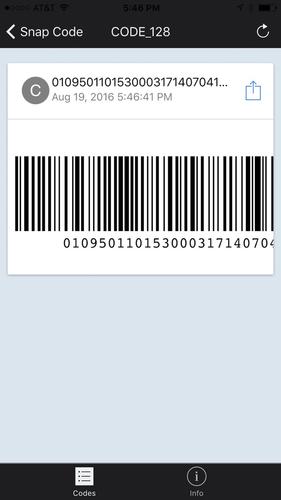 AT&T 5:46 PM
Snap Code CODE_128
C
0109501101530003171407041...
Aug 19, 2016 5:46:41 PM
010950110153000317140704
Codes Info